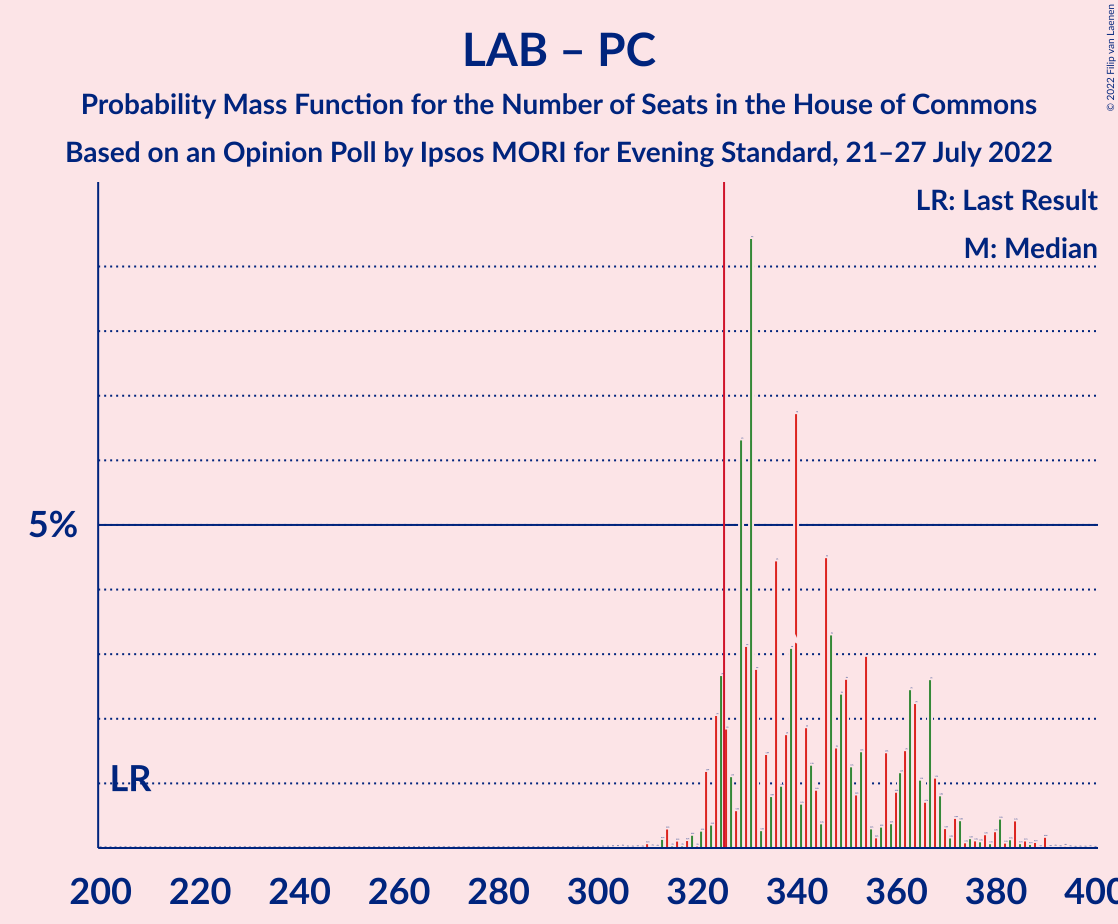 LAB – PC
Probability Mass Function for the Number of Seats in the House of Commons
Based on an Opinion Poll by Ipsos MORI for Evening Standard, 21–27 July 2022
© 2022 Filip van Laenen
LR: Last Result
M: Median
5%
LR
200 220 240 260 280 300 320 340 360 380 400